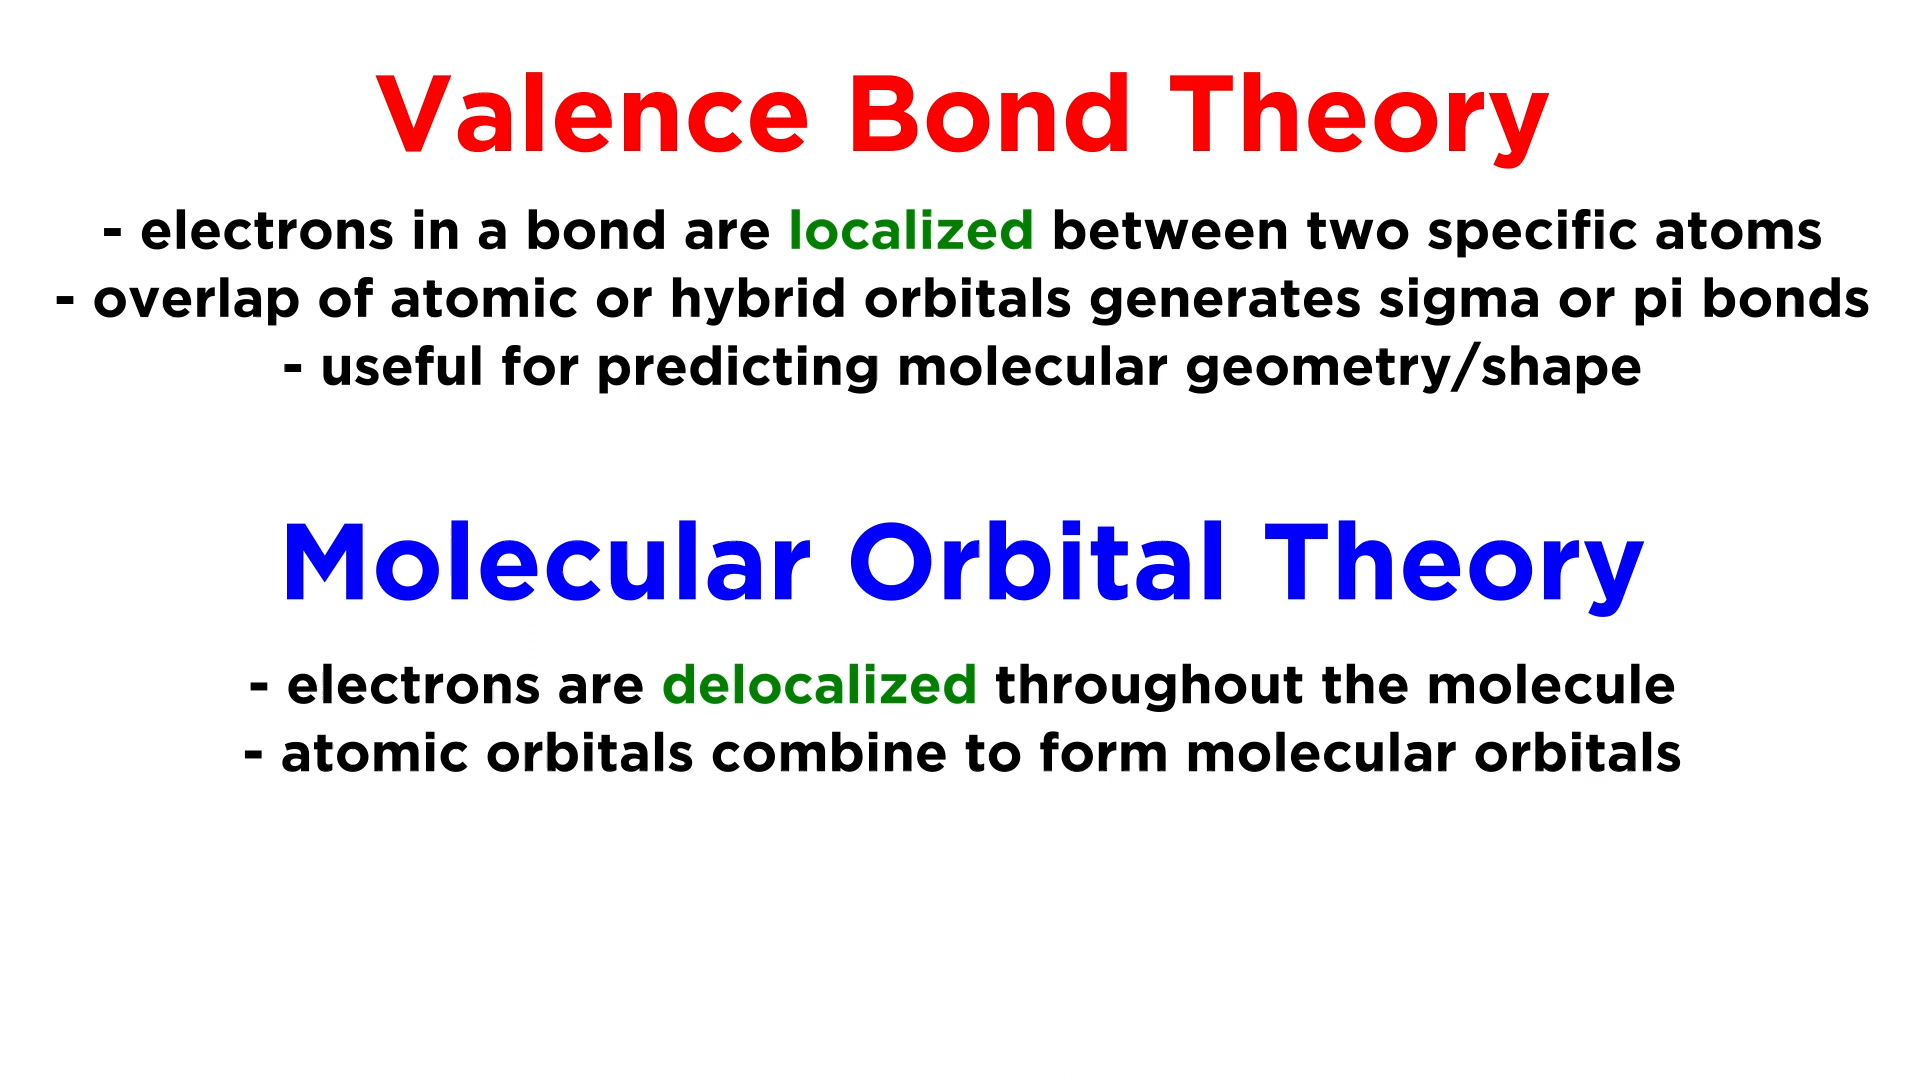 Valence Bond Theory
- electrons in a bond are localized between two specific atoms
- overlap of atomic or hybrid orbitals generates sigma or pi bonds
- useful for predicting molecular geometry/shape
Molecular Orbital Theory
- electrons are delocalized throughout the molecule
- atomic orbitals combine to form molecular orbitals